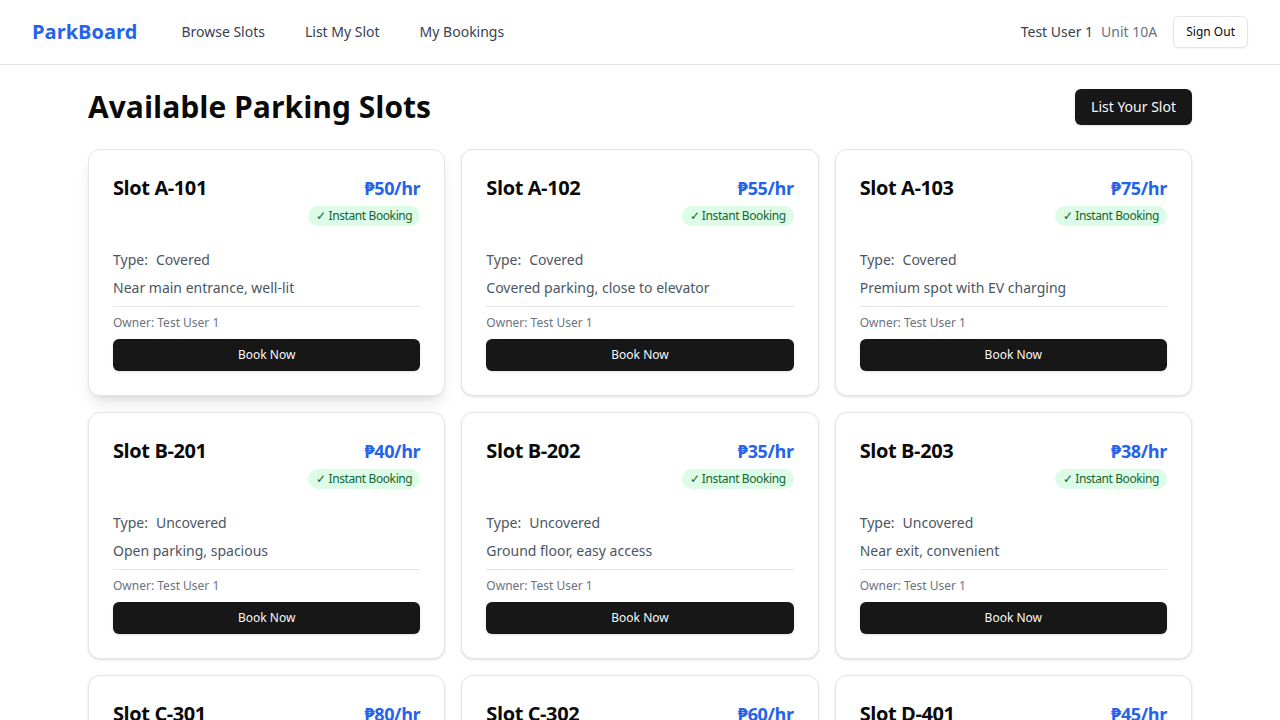 ParkBoard Browse Slots List My Slot My Bookings Test User 1 Unit 10A Sign Out
Available Parking Slots List Your Slot
Slot A-101 ₱50/hr Slot A-102 ₱55/hr Slot A-103 ₱75/hr
✓ Instant Booking ✓ Instant Booking ✓ Instant Booking
Type: Covered Type: Covered Type: Covered
Near main entrance, well-lit Covered parking, close to elevator Premium spot with EV charging
Owner: Test User 1 Owner: Test User 1 Owner: Test User 1
Book Now Book Now Book Now
Slot B-201 ₱40/hr Slot B-202 ₱35/hr Slot B-203 ₱38/hr
✓ Instant Booking ✓ Instant Booking ✓ Instant Booking
Type: Uncovered Type: Uncovered Type: Uncovered
Open parking, spacious Ground floor, easy access Near exit, convenient
Owner: Test User 1 Owner: Test User 1 Owner: Test User 1
Book Now Book Now Book Now
Slot C-301 ₱80/hr Slot C-302 ₱60/hr Slot D-401 ₱45/hr